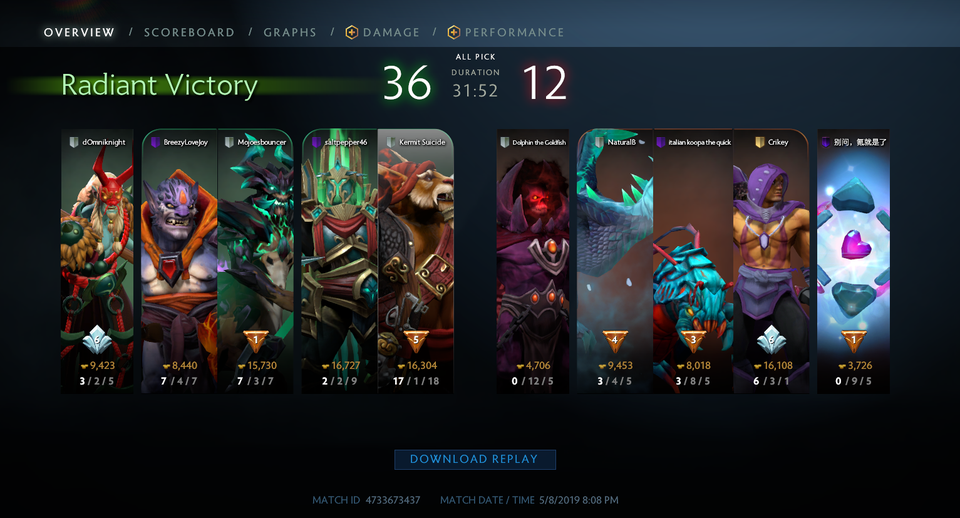 OVERVIEW / SCOREBOARD / GRAPHS / DAMAGE / PERFORMANCE
ALL PICK
Radiant Victory 36 DURATION 12
31:52
dOmniknight BreezyLovejoy Mojoesbouncer saltpepper46 Kermit Suicide Dolphin the Goldfish Natural8 italian koopa the quick Crikey 别问，氪就是了
5 1 5 4 3 5 1
9,423 8,440 15,730 16,727 16,304 4,706 9,453 8,018 16,108 3,726
3 / 2 / 5 7 / 4 / 7 7 / 3 / 7 2 / 2 / 9 17 / 1 / 18 0 / 12 / 5 3 / 4 / 5 3 / 8 / 5 6 / 3 / 1 0 / 9 / 5
DOWNLOAD REPLAY
MATCH ID 4733673437 MATCH DATE / TIME 5/8/2019 8:08 PM